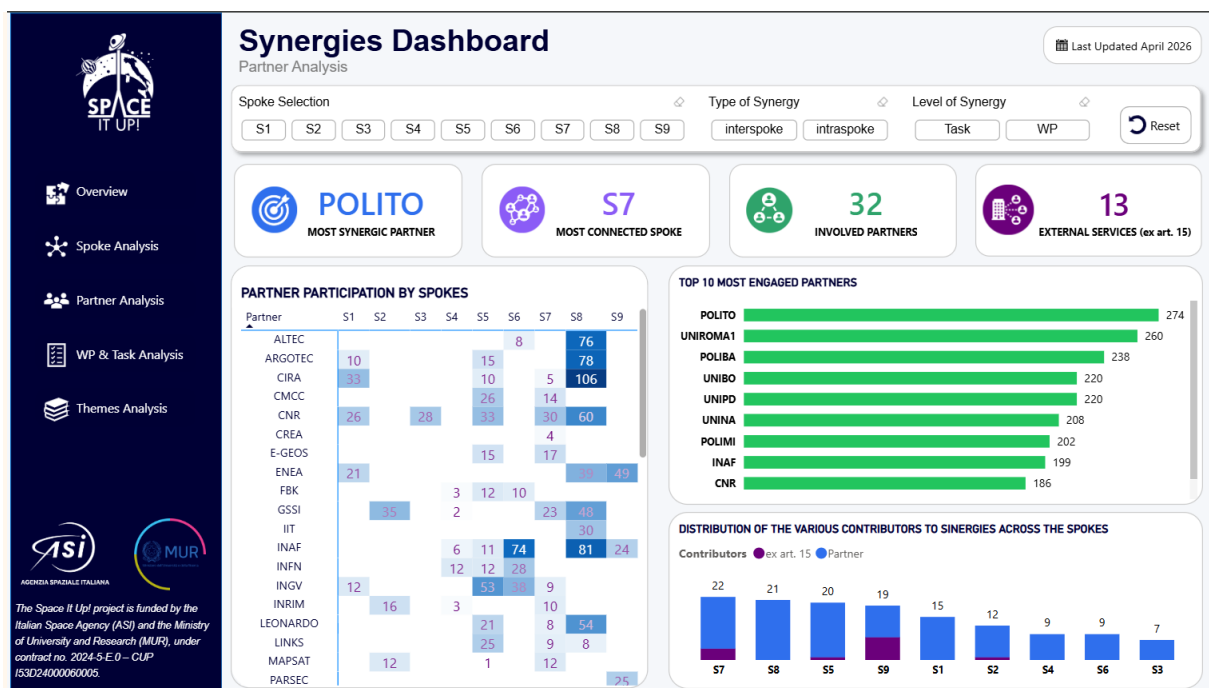 SPACE
IT UP!
Overview
Spoke Analysis
Partner Analysis
WP & Task Analysis
Themes Analysis
asi
AGENZIA SPAZIALE ITALIANA
MUR
The Space It Up! project is funded by the
Italian Space Agency (ASI) and the Ministry
of University and Research (MUR), under
contract no. 2024-5-E.0 – CUP
I53D24000060005.
Synergies Dashboard
Partner Analysis
Last Updated April 2026
Spoke Selection
S1 S2 S3 S4 S5 S6 S7 S8 S9
Type of Synergy
interspoke intraspoke
Level of Synergy
Task WP
Reset
POLITO
MOST SYNERGIC PARTNER
S7
MOST CONNECTED SPOKE
32
INVOLVED PARTNERS
13
EXTERNAL SERVICES (ex art. 15)
PARTNER PARTICIPATION BY SPOKES
Partner S1 S2 S3 S4 S5 S6 S7 S8 S9
ALTEC 8 76
ARGOTEC 10 15 78
CIRA 33 10 5 106
CMCC 26 14
CNR 26 28 33 30 60
CREA 4
E-GEOS 15 17
ENEA 21 39 49
FBK 3 12 10
GSSI 35 2 23 48
IIT 30
INAF 6 11 74 81 24
INFN 12 12 28
INGV 12 53 38 9
INRIM 16 3 10
LEONARDO 21 8 54
LINKS 25 9 8
MAPSAT 12 1 12
PARSEC 25
TOP 10 MOST ENGAGED PARTNERS
POLITO 274
UNIROMA1 260
POLIBA 238
UNIBO 220
UNIPD 220
UNINA 208
POLIMI 202
INAF 199
CNR 186
DISTRIBUTION OF THE VARIOUS CONTRIBUTORS TO SINERGIES ACROSS THE SPOKES
Contributors ex art. 15 Partner
22 21 20 19 15 12 9 9 7
S7 S8 S5 S9 S1 S2 S4 S6 S3